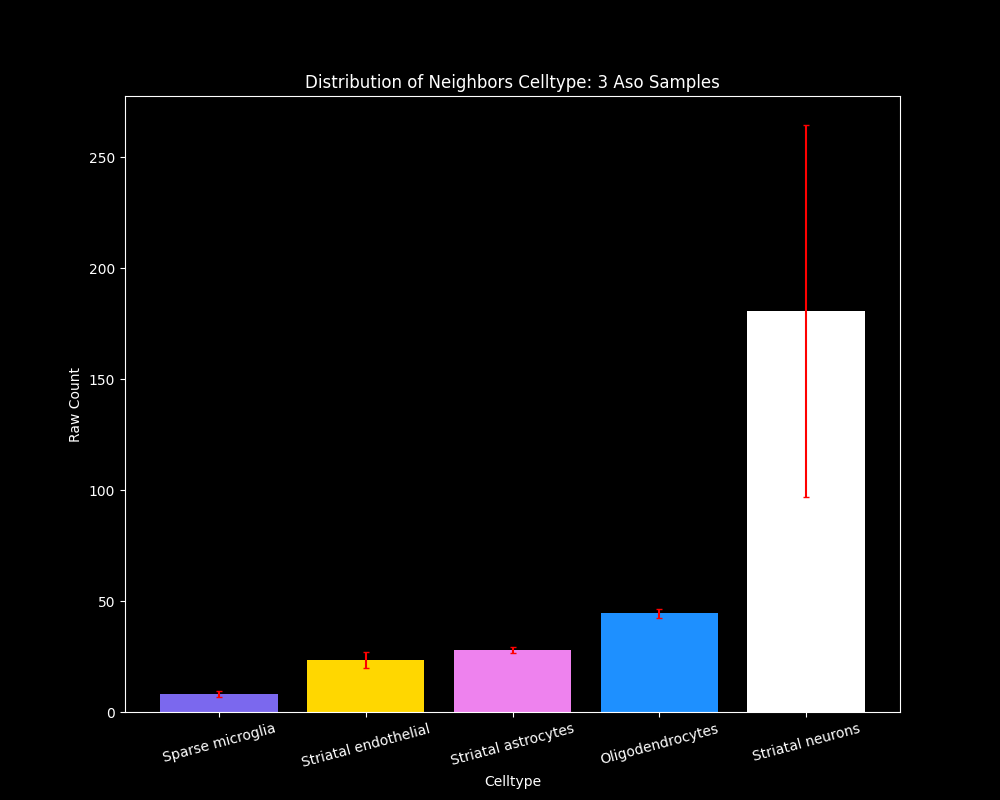 Distribution of Neighbors Celltype: 3 Aso Samples
250
200
150
100
50
0
Raw Count
Sparse microglia
Striatal endothelial
Striatal astrocytes
Oligodendrocytes
Striatal neurons
Celltype